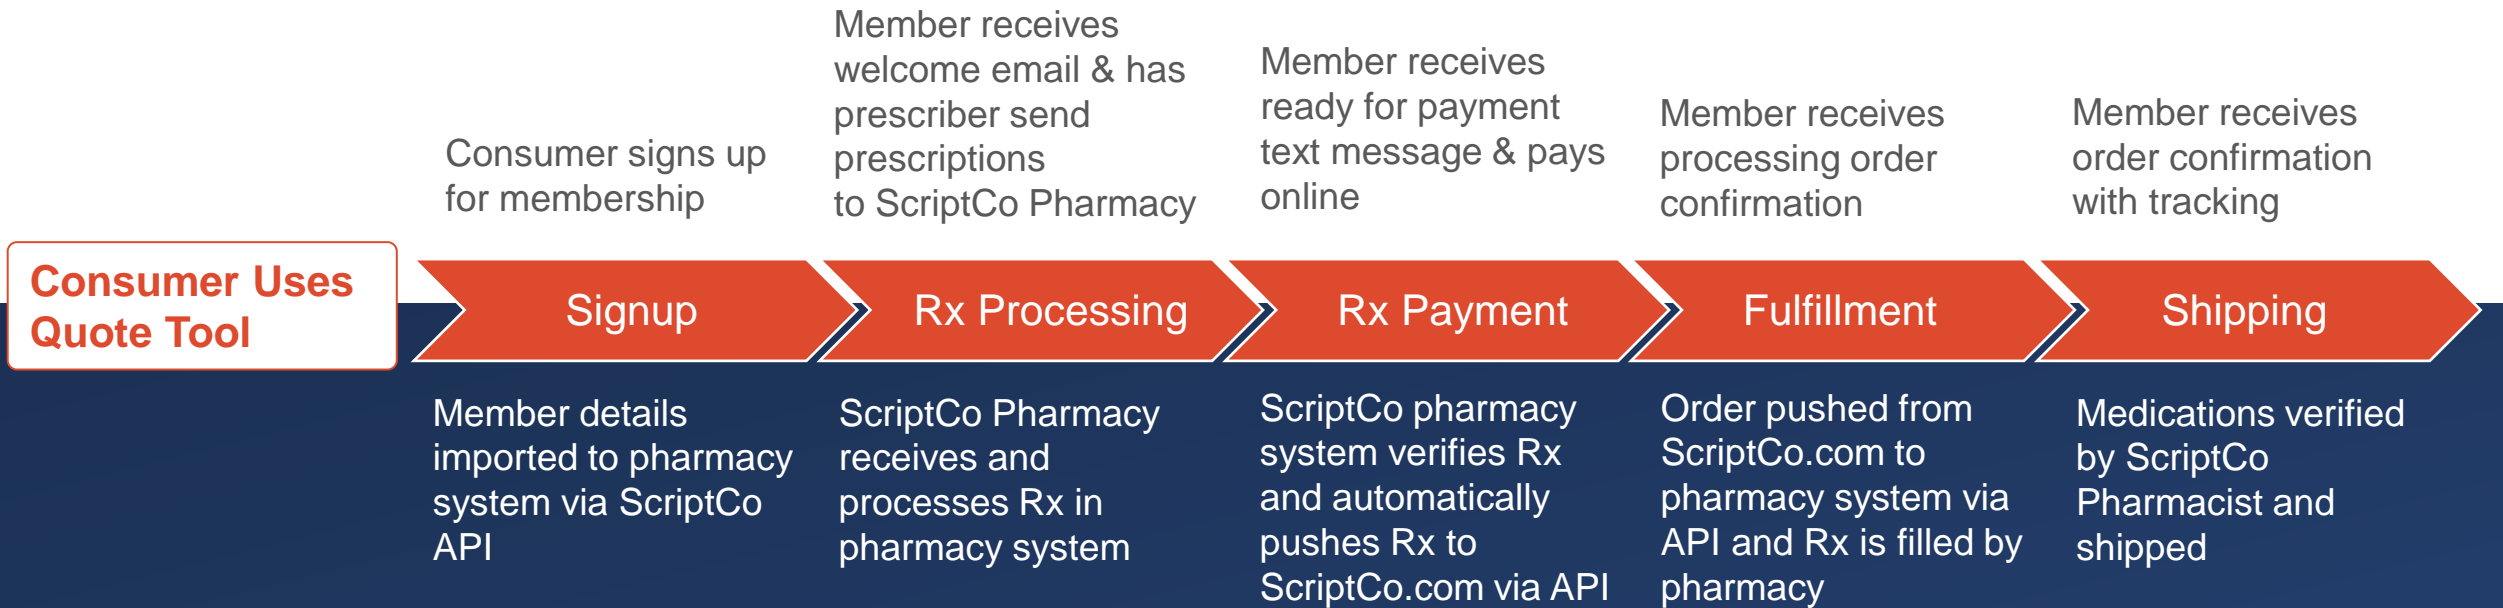 Consumer Uses
Quote Tool
Consumer signs up
for membership
Signup
Member details
imported to pharmacy
system via ScriptCo
API
Member receives
welcome email & has
prescriber send
prescriptions
to ScriptCo Pharmacy
Rx Processing
ScriptCo Pharmacy
receives and
processes Rx in
pharmacy system
Member receives
ready for payment
text message & pays
online
Rx Payment
ScriptCo pharmacy
system verifies Rx
and automatically
pushes Rx to
ScriptCo.com via API
Member receives
processing order
confirmation
Fulfillment
Order pushed from
ScriptCo.com to
pharmacy system via
API and Rx is filled by
pharmacy
Member receives
order confirmation
with tracking
Shipping
Medications verified
by ScriptCo
Pharmacist and
shipped